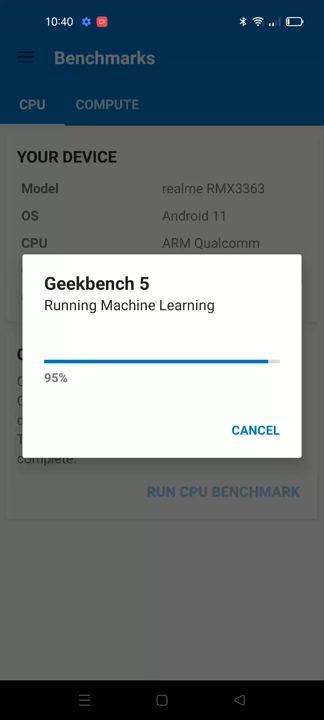 10:40
Benchmarks
CPU COMPUTE
YOUR DEVICE
Model realme RMX3363
OS Android 11
CPU ARM Qualcomm
Geekbench 5
Running Machine Learning
95%
CANCEL
complete.
RUN CPU BENCHMARK